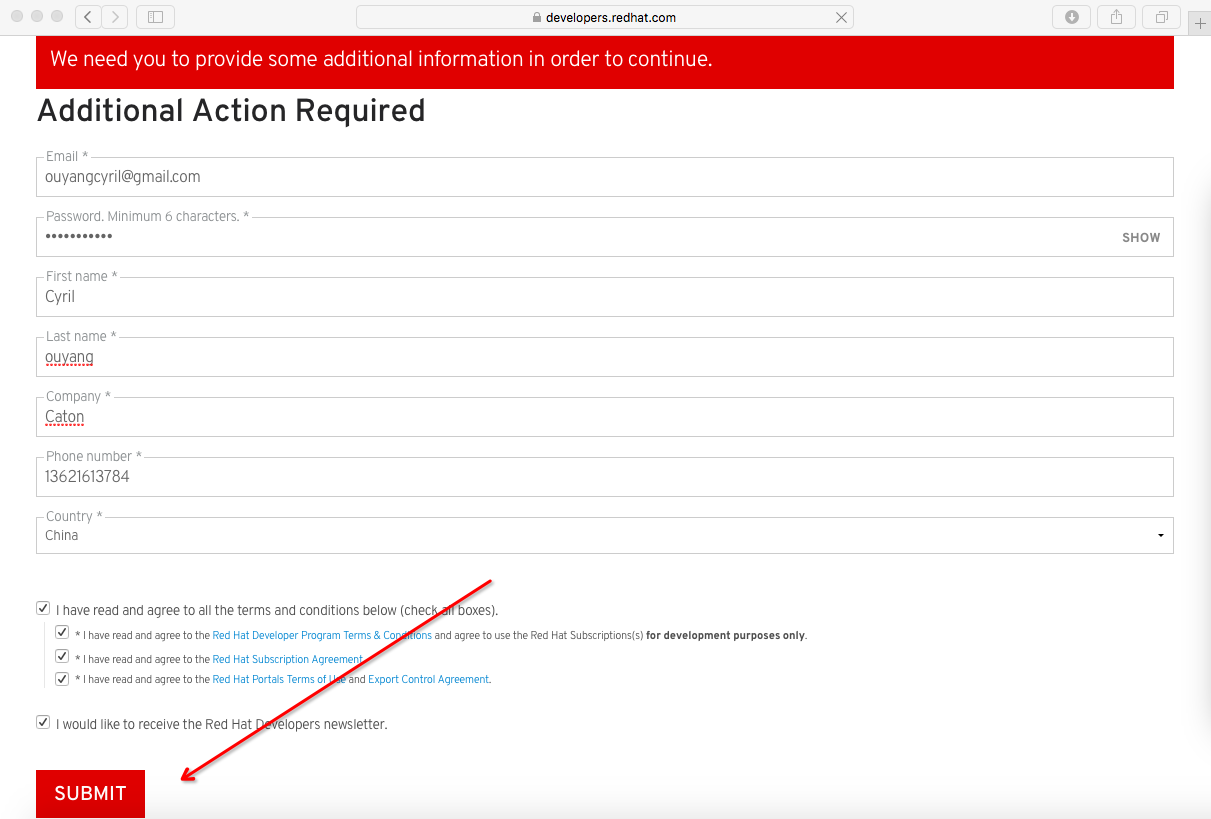 developers.redhat.com
We need you to provide some additional information in order to continue.
Additional Action Required
Email *
ouyangcyril@gmail.com
Password. Minimum 6 characters. *
•••••••••••
SHOW
First name *
Cyril
Last name *
ouyang
Company *
Caton
Phone number *
13621613784
Country *
China
I have read and agree to all the terms and conditions below (check all boxes).
* I have read and agree to the Red Hat Developer Program Terms & Conditions and agree to use the Red Hat Subscriptions(s) for development purposes only.
* I have read and agree to the Red Hat Subscription Agreement.
* I have read and agree to the Red Hat Portals Terms of Use and Export Control Agreement.
I would like to receive the Red Hat Developers newsletter.
SUBMIT